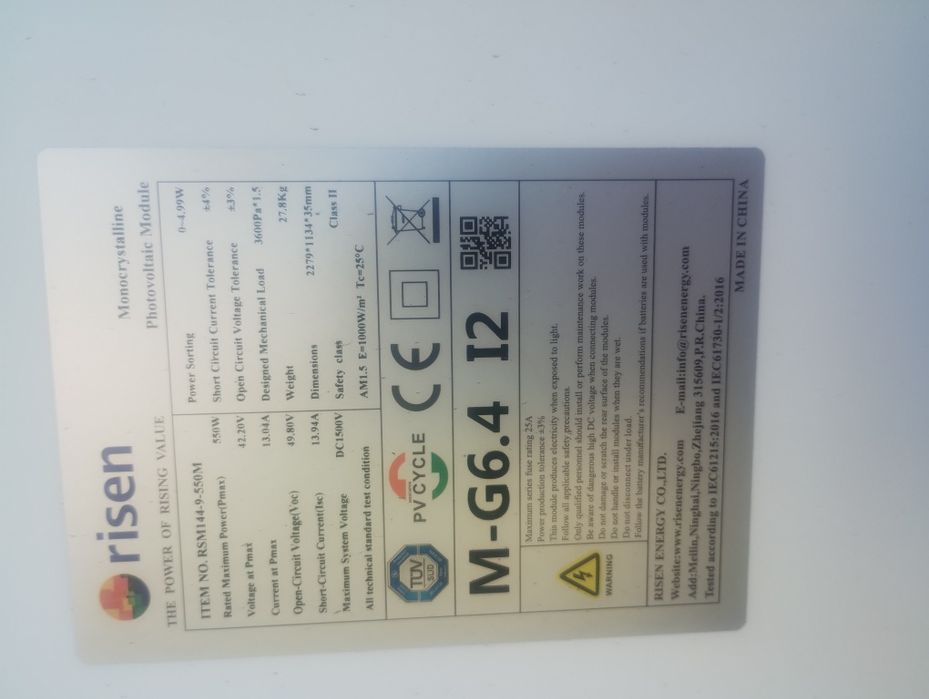 risen
THE POWER OF RISING VALUE
Monocrystalline
Photovoltaic Module
ITEM NO. RSM144-9-550M
Rated Maximum Power(Pmax) 550W
Voltage at Pmax 42.20V
Current at Pmax 13.04A
Open-Circuit Voltage(Voc) 49.80V
Short-Circuit Current(Isc) 13.94A
Maximum System Voltage DC1500V
All technical standard test condition
Power Sorting 0~4.99W
Short Circuit Current Tolerance ±4%
Open Circuit Voltage Tolerance ±3%
Designed Mechanical Load 3600Pa*1.5
Weight 27.8Kg
Dimensions 2279*1134*35mm
Safety class Class II
AM1.5 E=1000W/m² Tc=25°C
TÜV
SÜD
PV CYCLE
CE
M-G6.4 I2
WARNING
Maximum series fuse rating 25A
Power production tolerance ±3%
This module produces electricity when exposed to light.
Follow all applicable safety precautions.
Only qualified personnel should install or perform maintenance work on these modules.
Be aware of dangerous high DC voltage when connecting modules.
Do not damage or scratch the rear surface of the modules.
Do not handle or install modules when they are wet.
Do not disconnect under load.
Follow the battery manufacturer's recommendations if batteries are used with modules.
RISEN ENERGY CO.,LTD.
Website:www.risenenergy.com E-mail:info@risenenergy.com
Add:Meilin,Ninghai,Ningbo,Zhejiang 315609,P.R.China.
Tested according to IEC61215:2016 and IEC61730-1/2:2016
MADE IN CHINA